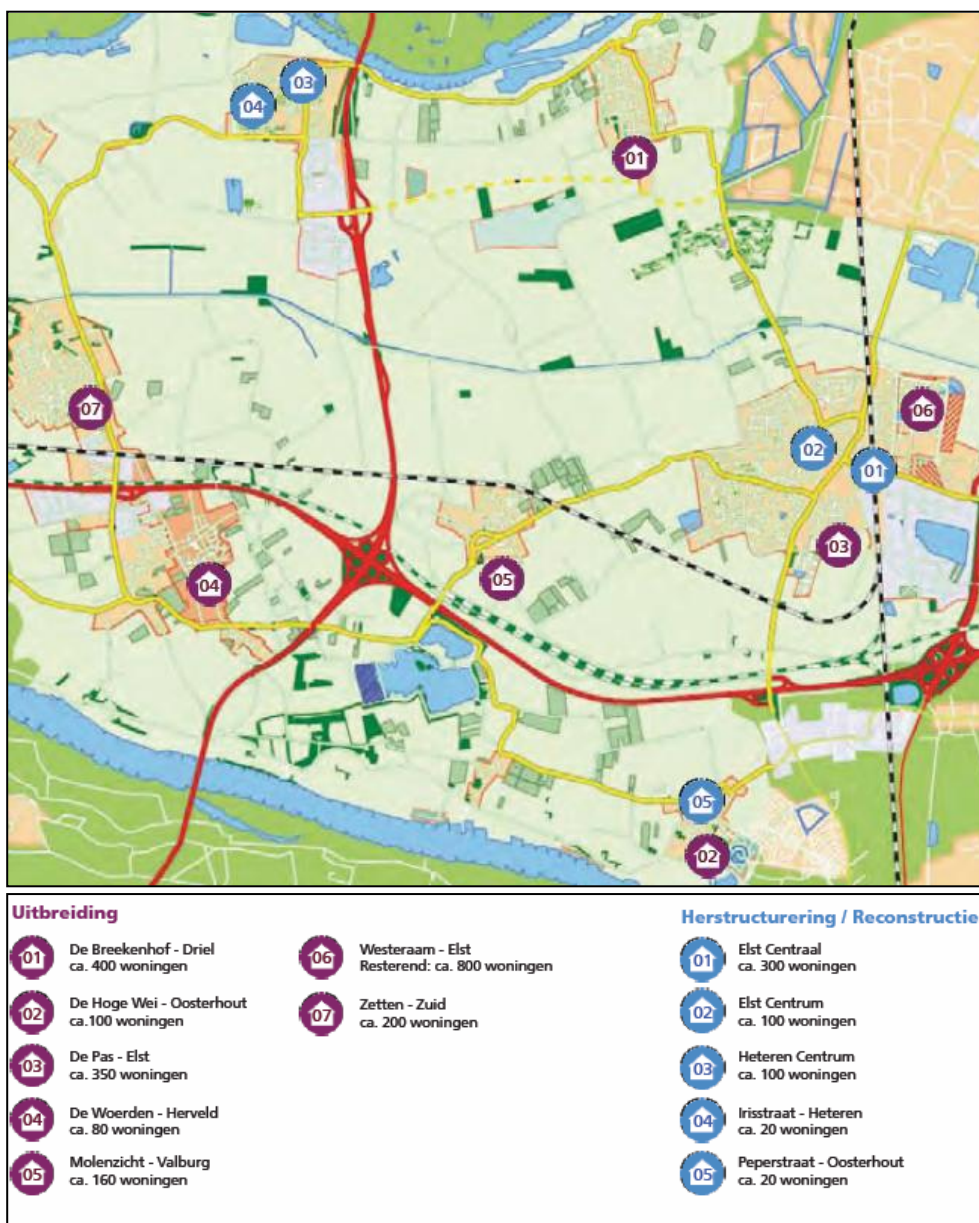 03
04
01
07
06
02
01
03
04
05
05
02
Uitbreiding
01
De Breekenhof - Driel
ca. 400 woningen
02
De Hoge Wei - Oosterhout
ca.100 woningen
03
De Pas - Elst
ca. 350 woningen
04
De Woerden - Herveld
ca. 80 woningen
05
Molenzicht - Valburg
ca. 160 woningen
06
Westeraam - Elst
Resterend: ca. 800 woningen
07
Zetten - Zuid
ca. 200 woningen
Herstructurering / Reconstructie
01
Elst Centraal
ca. 300 woningen
02
Elst Centrum
ca. 100 woningen
03
Heteren Centrum
ca. 100 woningen
04
Irisstraat - Heteren
ca. 20 woningen
05
Peperstraat - Oosterhout
ca. 20 woningen